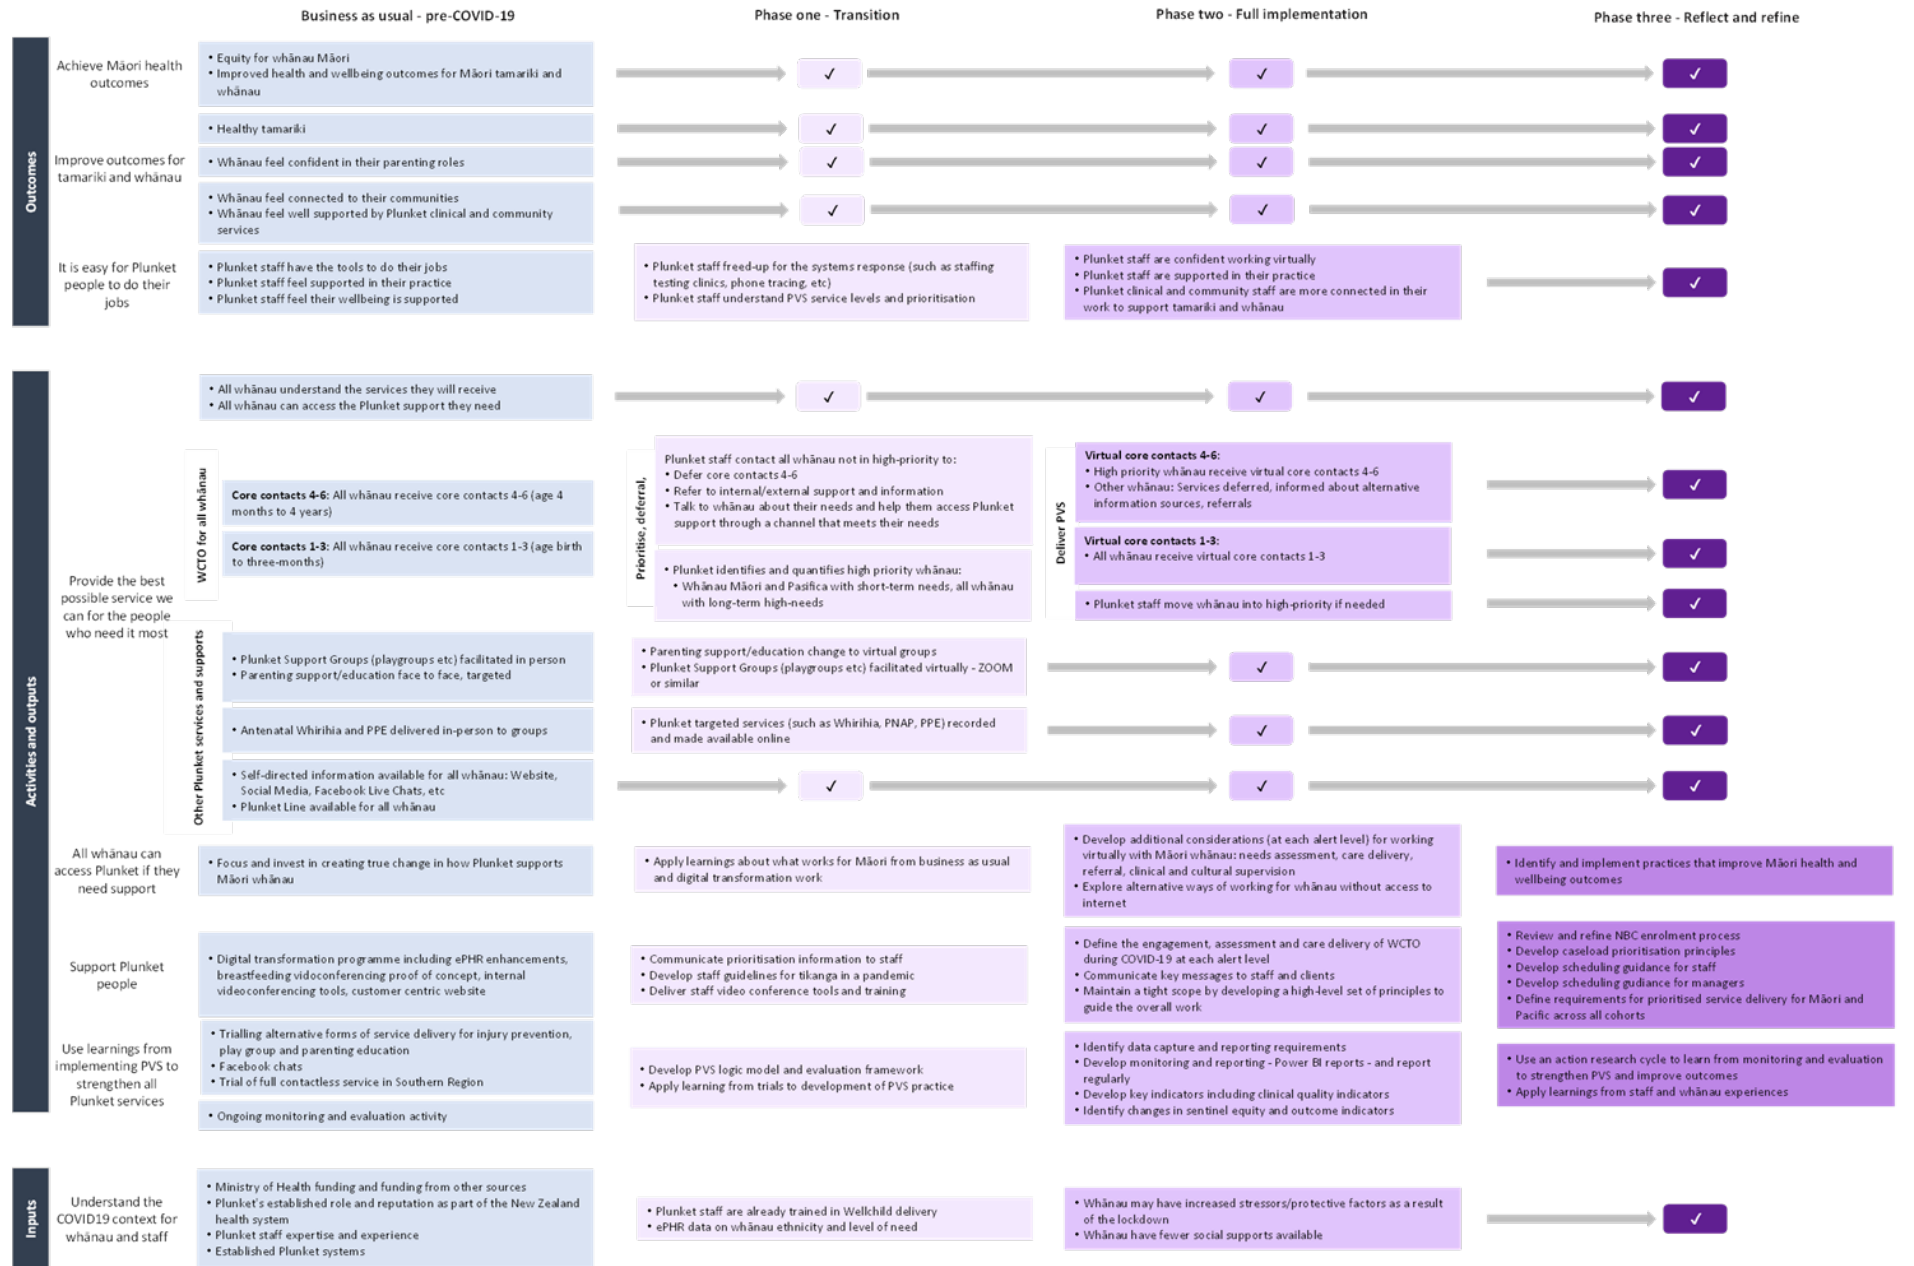 Business as usual - pre-COVID-19
Phase one - Transition
Phase two - Full implementation
Phase three - Reflect and refine
Outcomes
Achieve Māori health
outcomes
• Equity for whānau Māori
• Improved health and wellbeing outcomes for Māori tamariki and
whānau
✓
✓
✓
Improve outcomes for
tamariki and whānau
• Healthy tamariki
✓
✓
✓
• Whānau feel confident in their parenting roles
✓
✓
✓
• Whānau feel connected to their communities
• Whānau feel well supported by Plunket clinical and community
services
✓
✓
✓
It is easy for Plunket
people to do their
jobs
• Plunket staff have the tools to do their jobs
• Plunket staff feel supported in their practice
• Plunket staff feel their wellbeing is supported
• Plunket staff freed-up for the systems response (such as staffing
testing clinics, phone tracing, etc)
• Plunket staff understand PVS service levels and prioritisation
• Plunket staff are confident working virtually
• Plunket staff are supported in their practice
• Plunket clinical and community staff are more connected in their
work to support tamariki and whānau
✓
Activities and outputs
Provide the best
possible service we
can for the people
who need it most
• All whānau understand the services they will receive
• All whānau can access the Plunket support they need
✓
✓
✓
WCTO for all whānau
Core contacts 4-6: All whānau receive core contacts 4-6 (age 4
months to 4 years)
Core contacts 1-3: All whānau receive core contacts 1-3 (age birth
to three-months)
Prioritise, deferral,
Plunket staff contact all whānau not in high-priority to:
• Defer core contacts 4-6
• Refer to internal/external support and information
• Talk to whānau about their needs and help them access Plunket
support through a channel that meets their needs
• Plunket identifies and quantifies high priority whānau:
• Whānau Māori and Pasifica with short-term needs, all whānau
with long-term high-needs
Deliver PVS
Virtual core contacts 4-6:
• High priority whānau receive virtual core contacts 4-6
• Other whānau: Services deferred, informed about alternative
information sources, referrals
✓
Virtual core contacts 1-3:
• All whānau receive virtual core contacts 1-3
✓
• Plunket staff move whānau into high-priority if needed
✓
Other Plunket services and supports
• Plunket Support Groups (playgroups etc) facilitated in person
• Parenting support/education face to face, targeted
• Parenting support/education change to virtual groups
• Plunket Support Groups (playgroups etc) facilitated virtually - ZOOM
or similar
✓
✓
• Antenatal Whirihia and PPE delivered in-person to groups
• Plunket targeted services (such as Whirihia, PNAP, PPE) recorded
and made available online
✓
✓
• Self-directed information available for all whānau: Website,
Social Media, Facebook Live Chats, etc
• Plunket Line available for all whānau
✓
✓
✓
All whānau can
access Plunket if they
need support
• Focus and invest in creating true change in how Plunket supports
Māori whānau
• Apply learnings about what works for Māori from business as usual
and digital transformation work
• Develop additional considerations (at each alert level) for working
virtually with Māori whānau: needs assessment, care delivery,
referral, clinical and cultural supervision
• Explore alternative ways of working for whānau without access to
internet
• Identify and implement practices that improve Māori health and
wellbeing outcomes
Support Plunket
people
• Digital transformation programme including ePHR enhancements,
breastfeeding vidoconferencing proof of concept, internal
videoconferencing tools, customer centric website
• Communicate prioritisation information to staff
• Develop staff guidelines for tikanga in a pandemic
• Deliver staff video conference tools and training
• Define the engagement, assessment and care delivery of WCTO
during COVID-19 at each alert level
• Communicate key messages to staff and clients
• Maintain a tight scope by developing a high-level set of principles to
guide the overall work
• Review and refine NBC enrolment process
• Develop caseload prioritisation principles
• Develop scheduling guidance for staff
• Develop scheduling gudiance for managers
• Define requirements for prioritised service delivery for Māori and
Pacific across all cohorts
Use learnings from
implementing PVS to
strengthen all
Plunket services
• Trialling alternative forms of service delivery for injury prevention,
play group and parenting education
• Facebook chats
• Trial of full contactless service in Southern Region
• Ongoing monitoring and evaluation activity
• Develop PVS logic model and evaluation framework
• Apply learning from trials to development of PVS practice
• Identify data capture and reporting requirements
• Develop monitoring and reporting - Power BI reports - and report
regularly
• Develop key indicators including clinical quality indicators
• Identify changes in sentinel equity and outcome indicators
• Use an action research cycle to learn from monitoring and evaluation
to strengthen PVS and improve outcomes
• Apply learnings from staff and whānau experiences
Inputs
Understand the
COVID19 context for
whānau and staff
• Ministry of Health funding and funding from other sources
• Plunket's established role and reputation as part of the New Zealand
health system
• Plunket staff expertise and experience
• Established Plunket systems
• Plunket staff are already trained in Wellchild delivery
• ePHR data on whānau ethnicity and level of need
• Whānau may have increased stressors/protective factors as a result
of the lockdown
• Whānau have fewer social supports available
✓